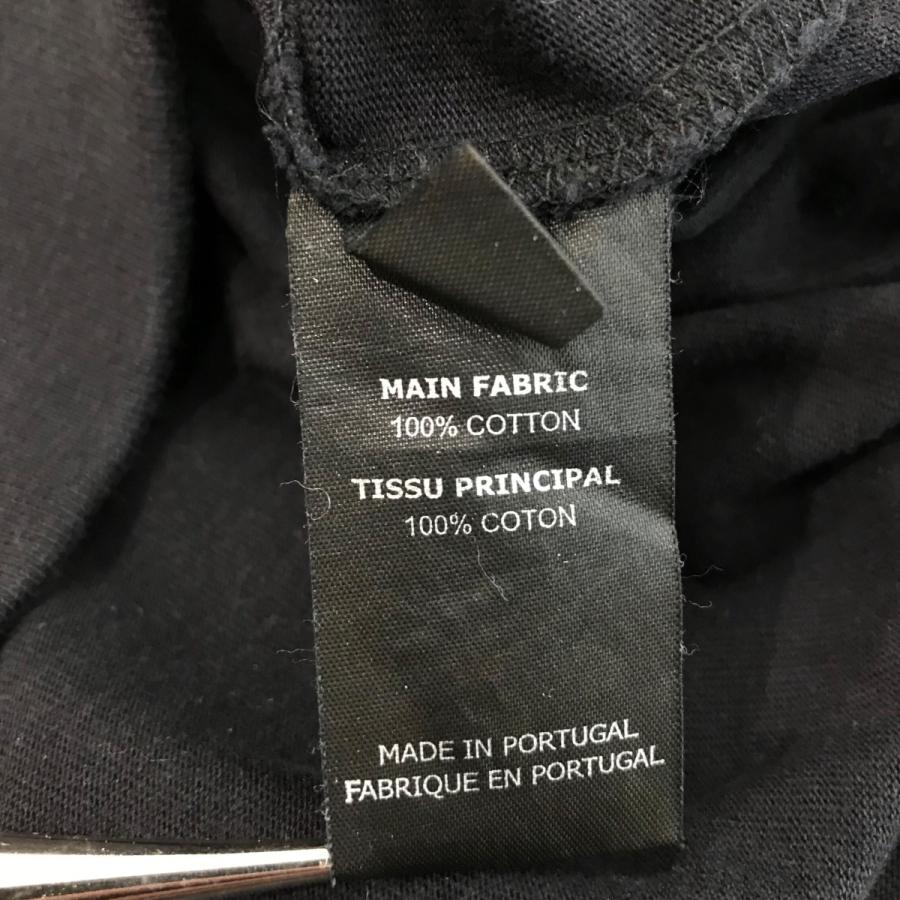 MAIN FABRIC
100% COTTON
TISSU PRINCIPAL
100% COTON
MADE IN PORTUGAL
FABRIQUE EN PORTUGAL